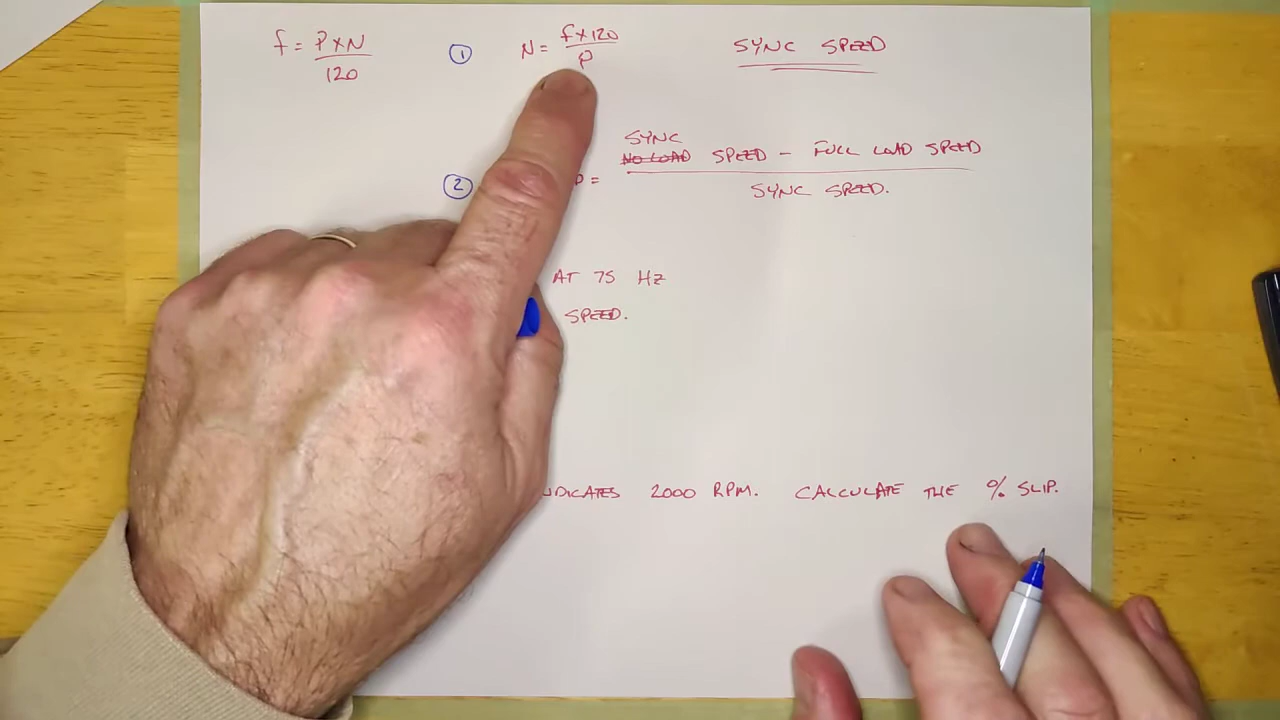 f = P X N / 120
① N = f X 120 / P
SYNC SPEED
② P = SYNC NO LOAD SPEED - FULL LOAD SPEED / SYNC SPEED.
AT 75 HZ
SPEED.
2000 RPM. CALCULATE THE % SLIP.